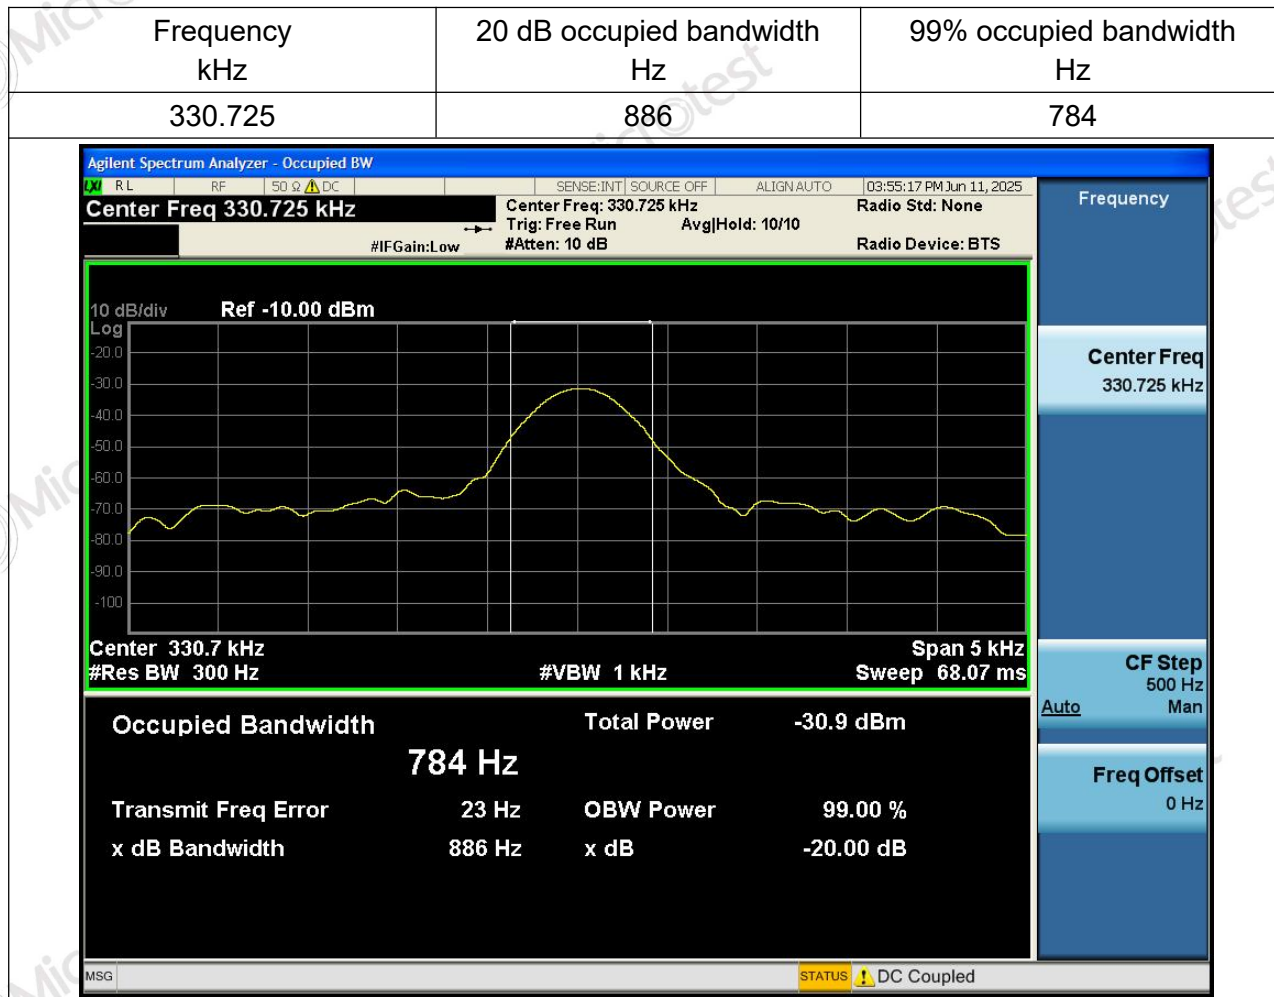 Frequency 20 dB occupied bandwidth 99% occupied bandwidth
kHz Hz Hz
330.725 886 784
Agilent Spectrum Analyzer - Occupied BW
LXI RL RF 50 Ω DC SENSE:INT SOURCE OFF ALIGN AUTO 03:55:17 PM Jun 11, 2025
Center Freq 330.725 kHz Center Freq: 330.725 kHz Radio Std: None Frequency
Trig: Free Run Avg|Hold: 10/10
#IFGain:Low #Atten: 10 dB Radio Device: BTS
10 dB/div Ref -10.00 dBm
Log
-20.0
-30.0
-40.0
-50.0
-60.0
-70.0
-80.0
-90.0
-100
Center Freq
330.725 kHz
Center 330.7 kHz Span 5 kHz
#Res BW 300 Hz #VBW 1 kHz Sweep 68.07 ms
CF Step
500 Hz
Auto Man
Occupied Bandwidth Total Power -30.9 dBm
784 Hz
Freq Offset
0 Hz
Transmit Freq Error 23 Hz OBW Power 99.00 %
x dB Bandwidth 886 Hz x dB -20.00 dB
MSG STATUS DC Coupled
Microtest